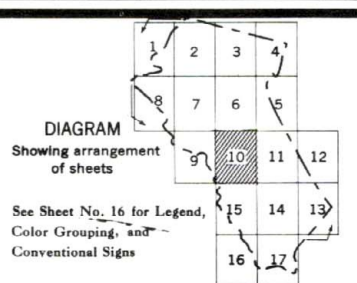 1 2 3 4
8 7 6 5
DIAGRAM
Showing arrangement
of sheets
9 10 11 12
See Sheet No. 16 for Legend,
Color Grouping, and
Conventional Signs
15 14 13
16 17